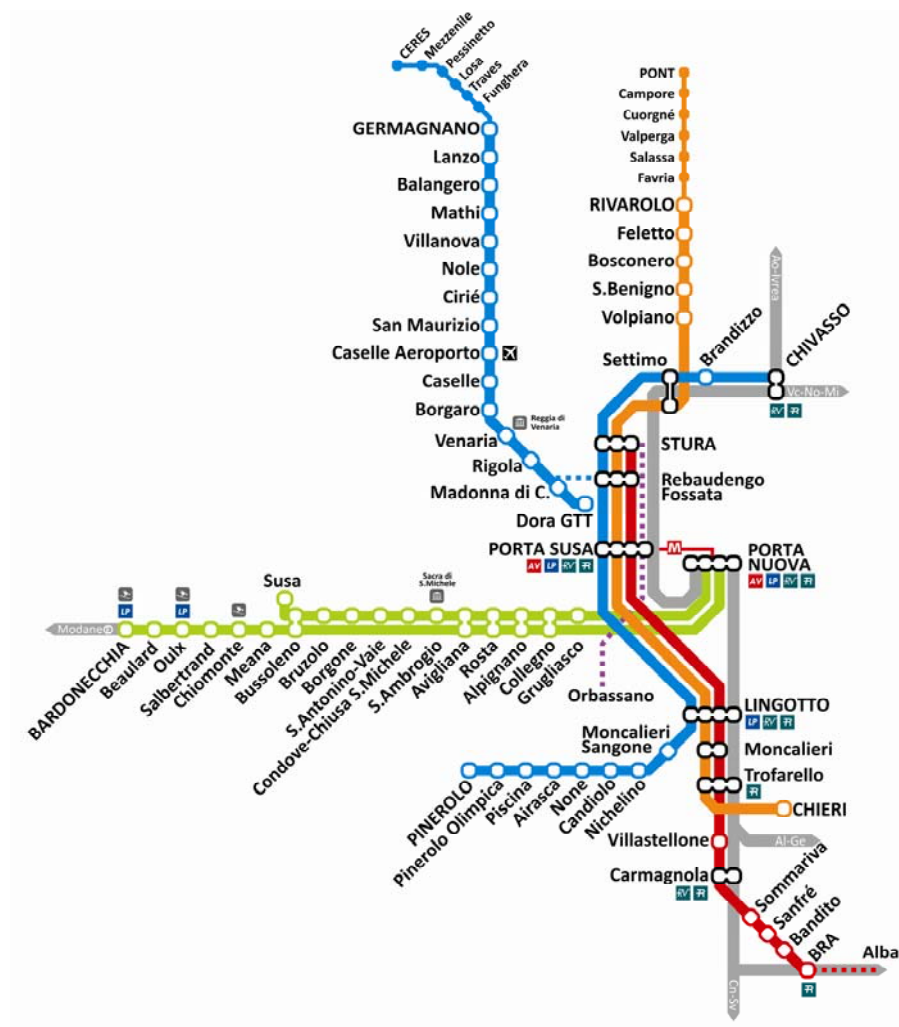 CERES
Mezzenile
Pessinetto
Losa
Traves
Funghera
GERMAGNANO
Lanzo
Balangero
Mathi
Villanova
Nole
Cirié
San Maurizio
Caselle Aeroporto
Caselle
Borgaro
Reggia di
Venaria
Venaria
Rigola
Madonna di C.
Dora GTT
PONT
Campore
Cuorgné
Valperga
Salassa
Favria
RIVAROLO
Feletto
Bosconero
S.Benigno
Volpiano
Settimo
Brandizzo
CHIVASSO
Ao-Ivrea
Vc-No-Mi
RV R
STURA
Rebaudengo
Fossata
PORTA SUSA
AV LP RV R
M
PORTA
NUOVA
AV LP RV R
Susa
Sacra di
S.Michele
LP
LP
Modane
BARDONECCHIA
Beaulard
Oulx
Salbertrand
Chiomonte
Meana
Bussoleno
Bruzolo
Borgone
S.Antonino-Vaie
Condove-Chiusa S.Michele
S.Ambrogio
Avigliana
Rosta
Alpignano
Collegno
Grugliasco
Orbassano
LINGOTTO
LP RV R
Moncalieri
Sangone
Moncalieri
Trofarello
R
PINEROLO
Pinerolo Olimpica
Piscina
Airasca
None
Candiolo
Nichelino
CHIERI
Villastellone
Al-Ge
Carmagnola
RV R
Sommariva
Sanfré
Bandito
BRA
R
Alba
Cn-Sv